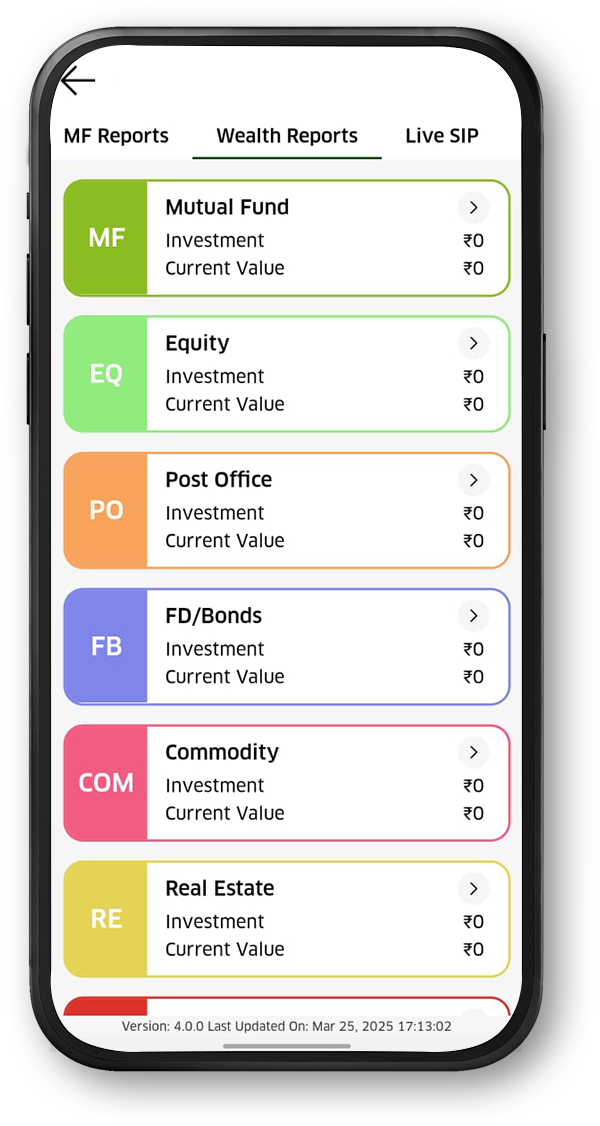 MF Reports Wealth Reports Live SIP
MF
Mutual Fund
Investment ₹0
Current Value ₹0
EQ
Equity
Investment ₹0
Current Value ₹0
PO
Post Office
Investment ₹0
Current Value ₹0
FB
FD/Bonds
Investment ₹0
Current Value ₹0
COM
Commodity
Investment ₹0
Current Value ₹0
RE
Real Estate
Investment ₹0
Current Value ₹0
Version: 4.0.0 Last Updated On: Mar 25, 2025 17:13:02